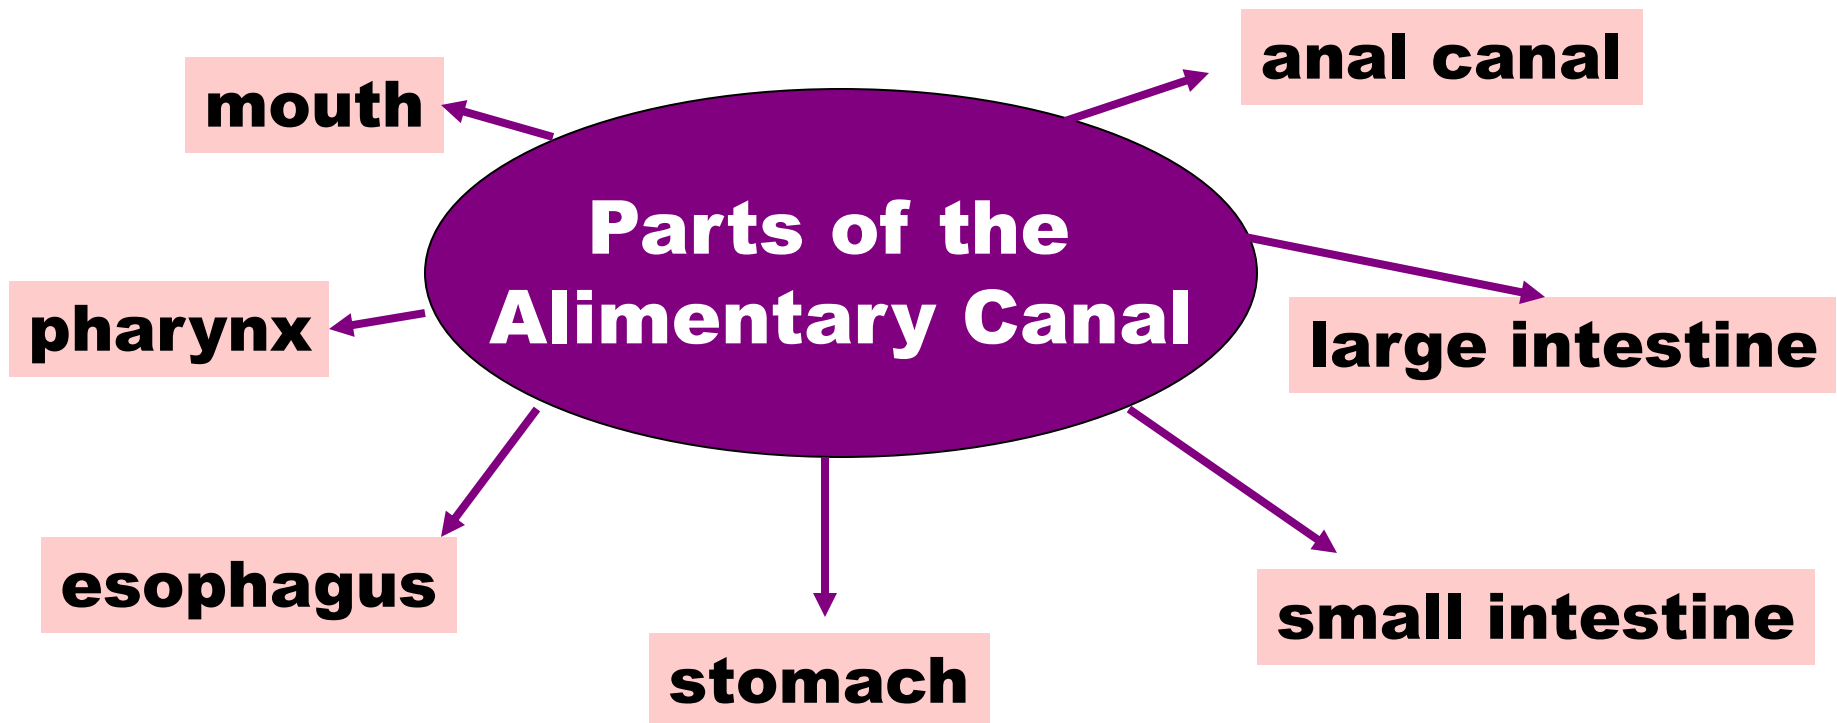 anal canal
mouth
Parts of the
Alimentary Canal
pharynx
large intestine
esophagus
small intestine
stomach